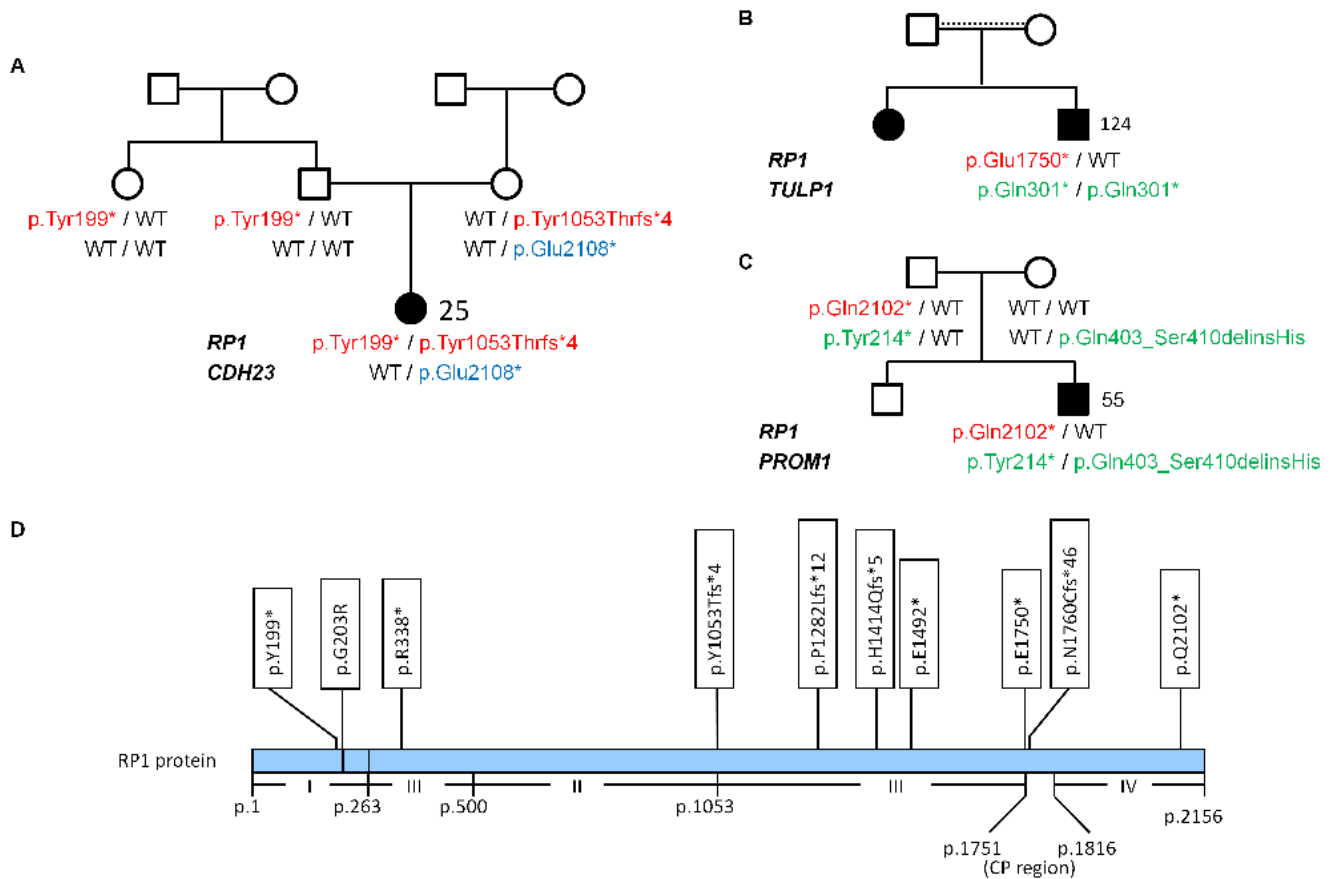 A
p.Tyr199* / WT
WT / WT
p.Tyr199* / WT
WT / WT
WT / p.Tyr1053Thrfs*4
WT / p.Glu2108*
25
RP1 p.Tyr199* / p.Tyr1053Thrfs*4
CDH23 WT / p.Glu2108*
B
124
RP1 p.Glu1750* / WT
TULP1 p.Gln301* / p.Gln301*
C
p.Gln2102* / WT
p.Tyr214* / WT
WT / WT
WT / p.Gln403_Ser410delinsHis
55
RP1 p.Gln2102* / WT
PROM1 p.Tyr214* / p.Gln403_Ser410delinsHis
D
p.Y199*
p.G203R
p.R338*
p.Y1053Tfs*4
p.P1282Lfs*12
p.H1414Qfs*5
p.E1492*
p.E1750*
p.N1760Cfs*46
p.Q2102*
RP1 protein
I III II III IV
p.1 p.263 p.500 p.1053 p.2156
p.1751 p.1816
(CP region)